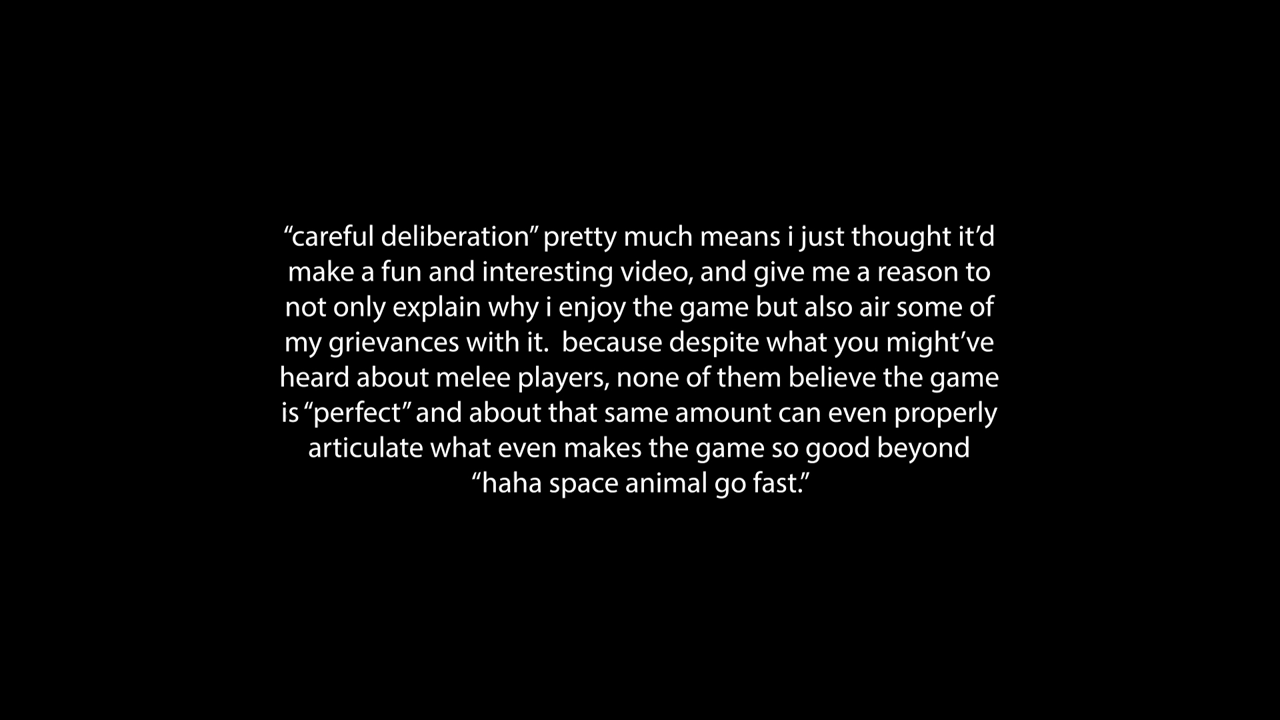 “careful deliberation” pretty much means i just thought it’d
make a fun and interesting video, and give me a reason to
not only explain why i enjoy the game but also air some of
my grievances with it.  because despite what you might’ve
heard about melee players, none of them believe the game
is “perfect” and about that same amount can even properly
articulate what even makes the game so good beyond
“haha space animal go fast.”